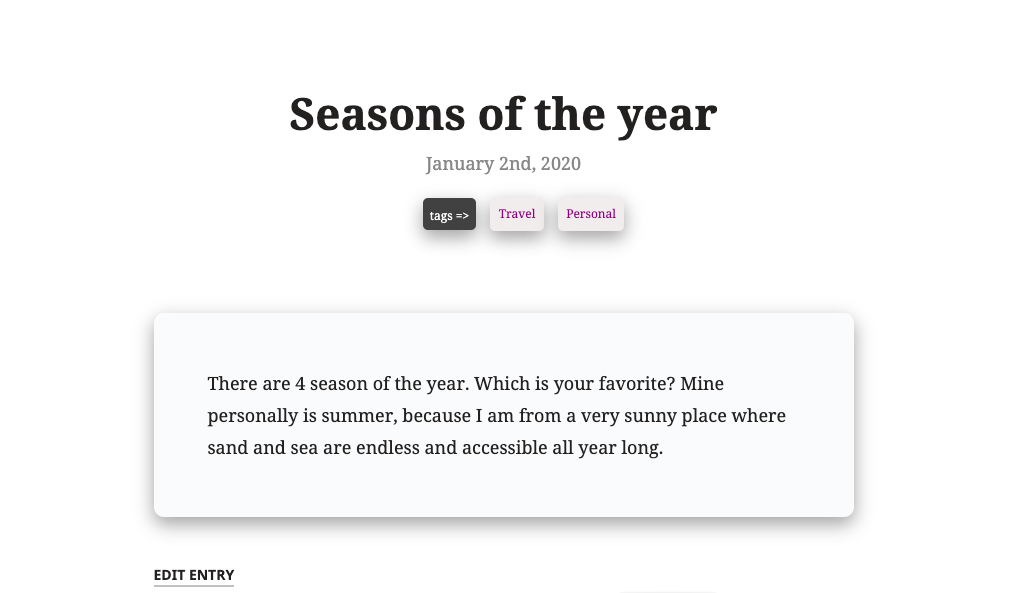 Seasons of the year
January 2nd, 2020
tags => Travel Personal
There are 4 season of the year. Which is your favorite? Mine
personally is summer, because I am from a very sunny place where
sand and sea are endless and accessible all year long.
EDIT ENTRY